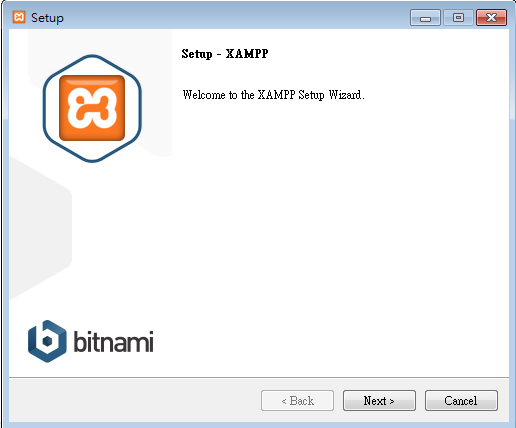 Setup
Setup - XAMPP
Welcome to the XAMPP Setup Wizard.
bitnami
< Back
Next >
Cancel